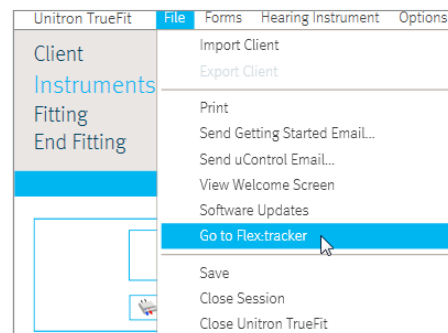 Unitron TrueFit File Forms Hearing Instrument Options
Client
Instruments
Fitting
End Fitting
Import Client
Export Client
Print
Send Getting Started Email...
Send uControl Email...
View Welcome Screen
Software Updates
Go to Flex:tracker
Save
Close Session
Close Unitron TrueFit